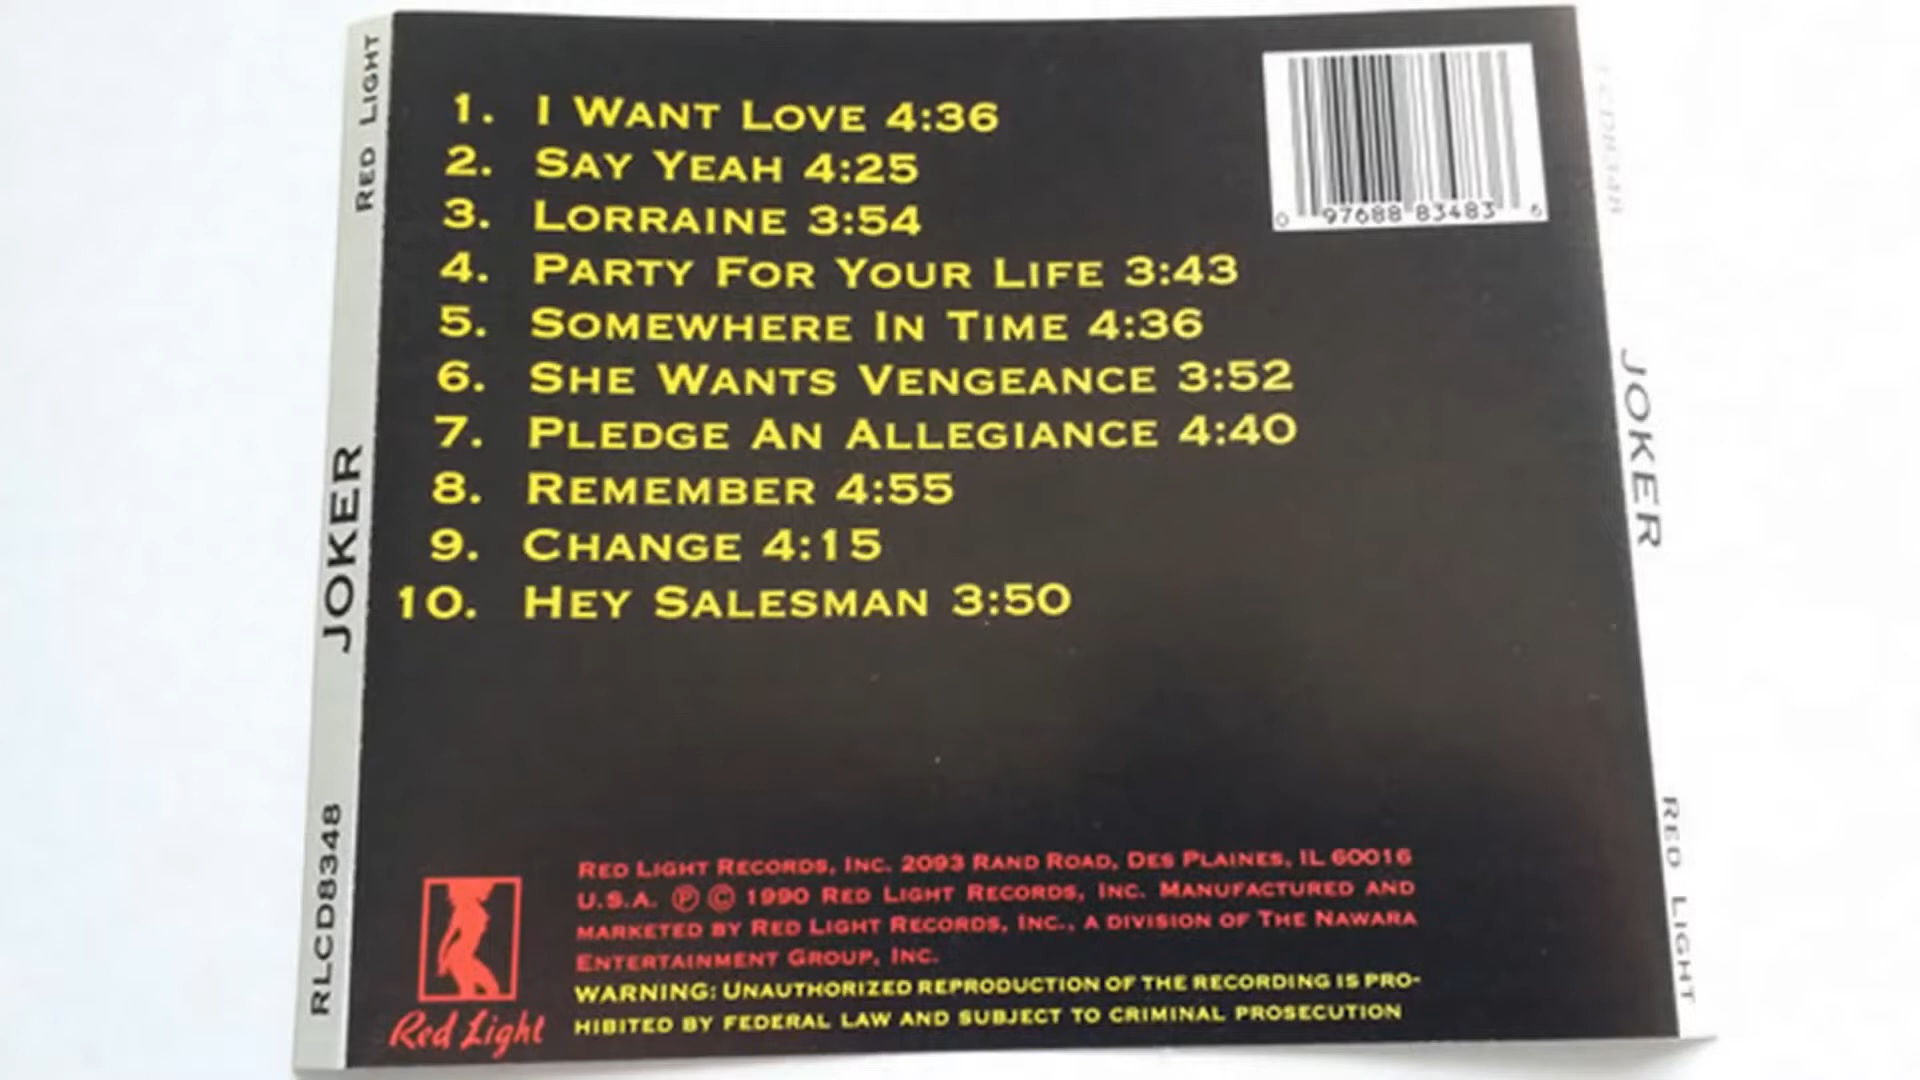 RED LIGHT
JOKER
RLCD8348
1. I WANT LOVE 4:36
2. SAY YEAH 4:25
3. LORRAINE 3:54
4. PARTY FOR YOUR LIFE 3:43
5. SOMEWHERE IN TIME 4:36
6. SHE WANTS VENGEANCE 3:52
7. PLEDGE AN ALLEGIANCE 4:40
8. REMEMBER 4:55
9. CHANGE 4:15
10. HEY SALESMAN 3:50
0 97688 83483 6
RED LIGHT RECORDS, INC. 2093 RAND ROAD, DES PLAINES, IL 60016
U.S.A. Ⓟ © 1990 RED LIGHT RECORDS, INC. MANUFACTURED AND
MARKETED BY RED LIGHT RECORDS, INC., A DIVISION OF THE NAWARA
ENTERTAINMENT GROUP, INC.
WARNING: UNAUTHORIZED REPRODUCTION OF THE RECORDING IS PRO-
HIBITED BY FEDERAL LAW AND SUBJECT TO CRIMINAL PROSECUTION
Red Light
JOKER
RED LIGHT